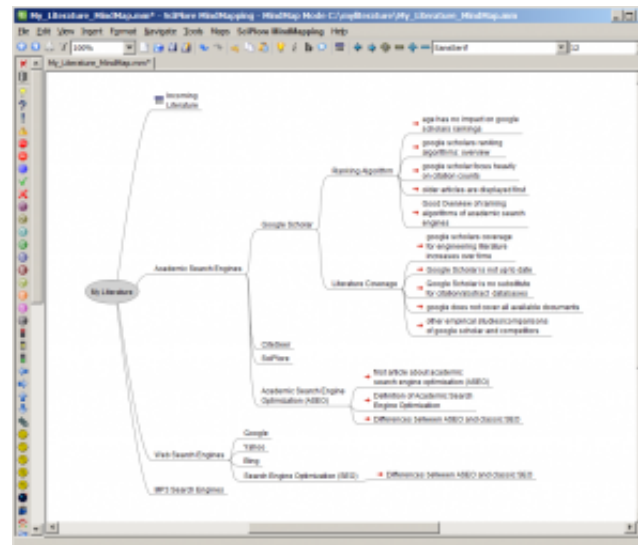 My_Literature_MindMap.mm* - SciPlore MindMapping - MindMap Mode C:\myliterature\My_Literature_MindMap.mm
File Edit View Insert Format Navigate Tools Maps SciPlore MindMapping Help
100%
SansSerif
12
My_Literature_MindMap.mm*
Incoming
Literature
My Literature
Academic Search Engines
Google Scholar
Ranking Algorithm
age has no impact on google
scholars rankings
google scholars ranking
algorithms: overview
google scholar focus heavily
on citation counts
older articles are displayed first
Good Overview of ranking
algorithms of academic search
engines
Literature Coverage
google scholars coverage
for engineering literature
increases over time
Google Scholar is not up to date
Google Scholar is no substitute
for citation/abstract databases
google does not cover all available documents
other empirical studies/comparisons
of google scholar and competitors
CiteSeer
SciPlore
Academic Search Engine
Optimization (ASEO)
first article about academic
search engine optimization (ASEO)
Definition of Academic Search
Engine Optimization
Differences between ASEO and classic SEO
Web Search Engines
Google
Yahoo
Bing
Search Engine Optimization (SEO)
Differences between ASEO and classic SEO
MP3 Search Engines